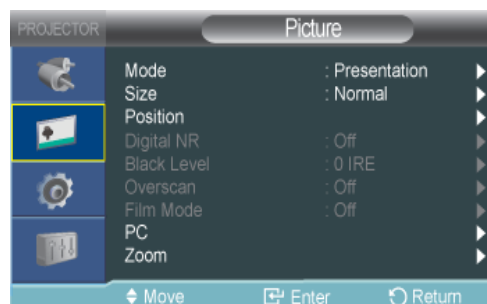 PROJECTOR Picture
Mode : Presentation
Size : Normal
Position
Digital NR : Off
Black Level : 0 IRE
Overscan : Off
Film Mode : Off
PC
Zoom
Move Enter Return